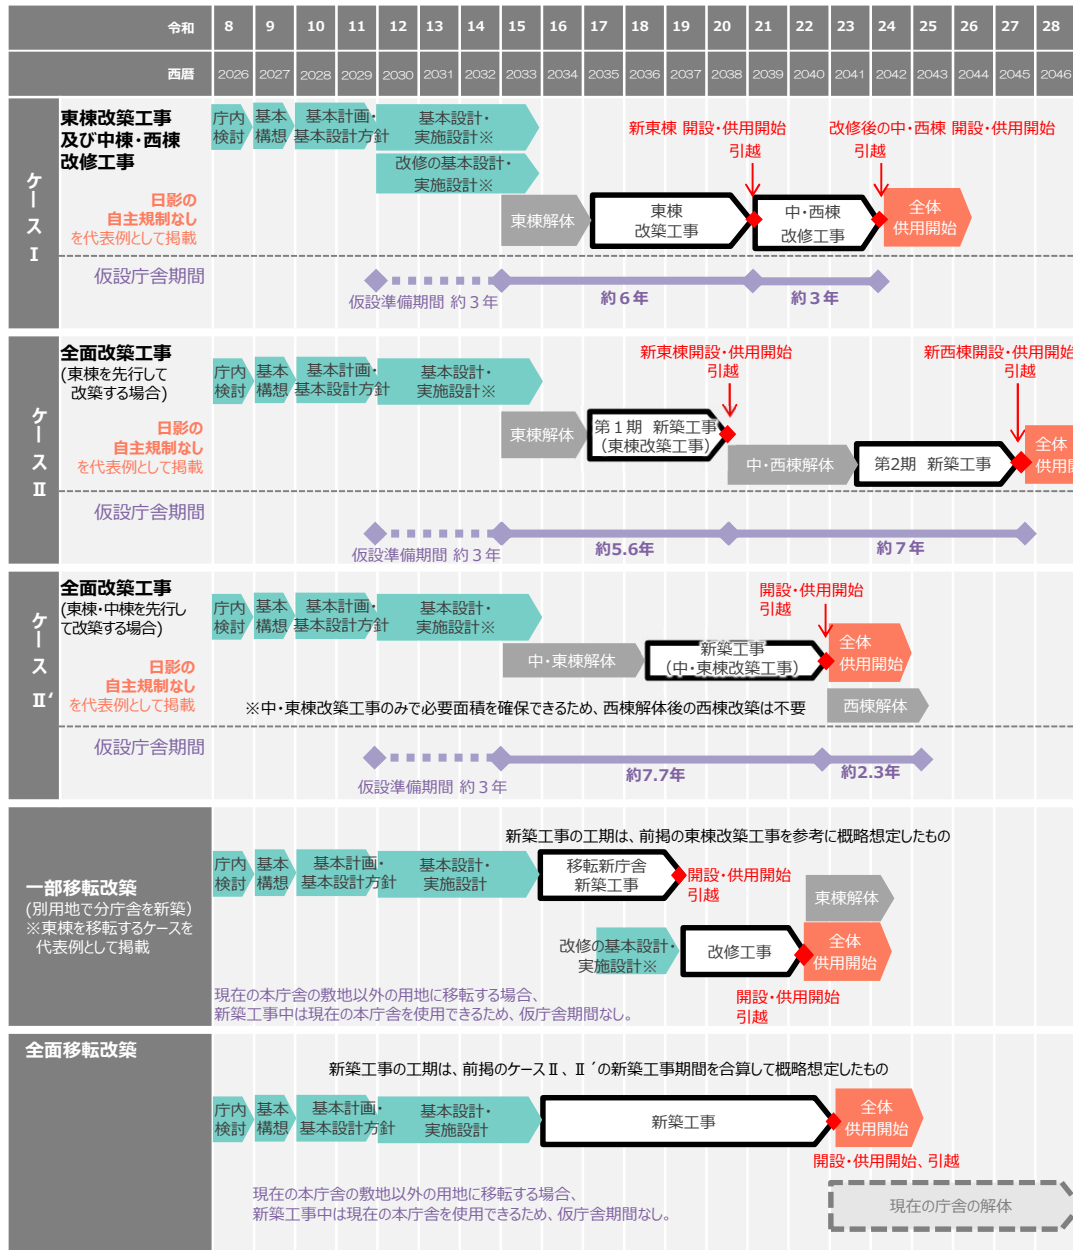 令和 8 9 10 11 12 13 14 15 16 17 18 19 20 21 22 23 24 25 26 27 28
西暦 2026 2027 2028 2029 2030 2031 2032 2033 2034 2035 2036 2037 2038 2039 2040 2041 2042 2043 2044 2045 2046
ケースⅠ
東棟改築工事
及び中棟・西棟
改修工事
日影の
自主規制なし
を代表例として掲載
庁内
検討
基本
構想
基本計画・
基本設計方針
基本設計・
実施設計※
改修の基本設計・
実施設計※
東棟解体
東棟
改築工事
新東棟 開設・供用開始
引越
中・西棟
改修工事
改修後の中・西棟 開設・供用開始
引越
全体
供用開始
仮設庁舎期間
仮設準備期間 約3年
約6年
約3年
ケースⅡ
全面改築工事
(東棟を先行して
改築する場合)
日影の
自主規制なし
を代表例として掲載
庁内
検討
基本
構想
基本計画・
基本設計方針
基本設計・
実施設計※
東棟解体
第1期 新築工事
(東棟改築工事)
新東棟開設・供用開始
引越
中・西棟解体
第2期 新築工事
新西棟開設・供用開始
引越
全体
供用開
仮設庁舎期間
仮設準備期間 約3年
約5.6年
約7年
ケースⅡ‘
全面改築工事
(東棟・中棟を先行し
て改築する場合)
日影の
自主規制なし
を代表例として掲載
庁内
検討
基本
構想
基本計画・
基本設計方針
基本設計・
実施設計※
中・東棟解体
新築工事
(中・東棟改築工事)
開設・供用開始
引越
全体
供用開始
西棟解体
※中・東棟改築工事のみで必要面積を確保できるため、西棟解体後の西棟改築は不要
仮設庁舎期間
仮設準備期間 約3年
約7.7年
約2.3年
一部移転改築
(別用地で分庁舎を新築)
※東棟を移転するケースを
代表例として掲載
新築工事の工期は、前掲の東棟改築工事を参考に概略想定したもの
庁内
検討
基本
構想
基本計画・
基本設計方針
基本設計・
実施設計
移転新庁舎
新築工事
開設・供用開始
引越
東棟解体
改修の基本設計・
実施設計※
改修工事
全体
供用開始
開設・供用開始
引越
現在の本庁舎の敷地以外の用地に移転する場合、
新築工事中は現在の本庁舎を使用できるため、仮庁舎期間なし。
全面移転改築
新築工事の工期は、前掲のケースⅡ、Ⅱ´の新築工事期間を合算して概略想定したもの
庁内
検討
基本
構想
基本計画・
基本設計方針
基本設計・
実施設計
新築工事
全体
供用開始
開設・供用開始、引越
現在の本庁舎の敷地以外の用地に移転する場合、
新築工事中は現在の本庁舎を使用できるため、仮庁舎期間なし。
現在の庁舎の解体